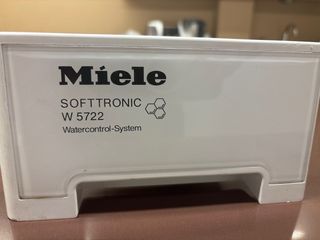 Miele
SOFTTRONIC
W 5722
Watercontrol-System